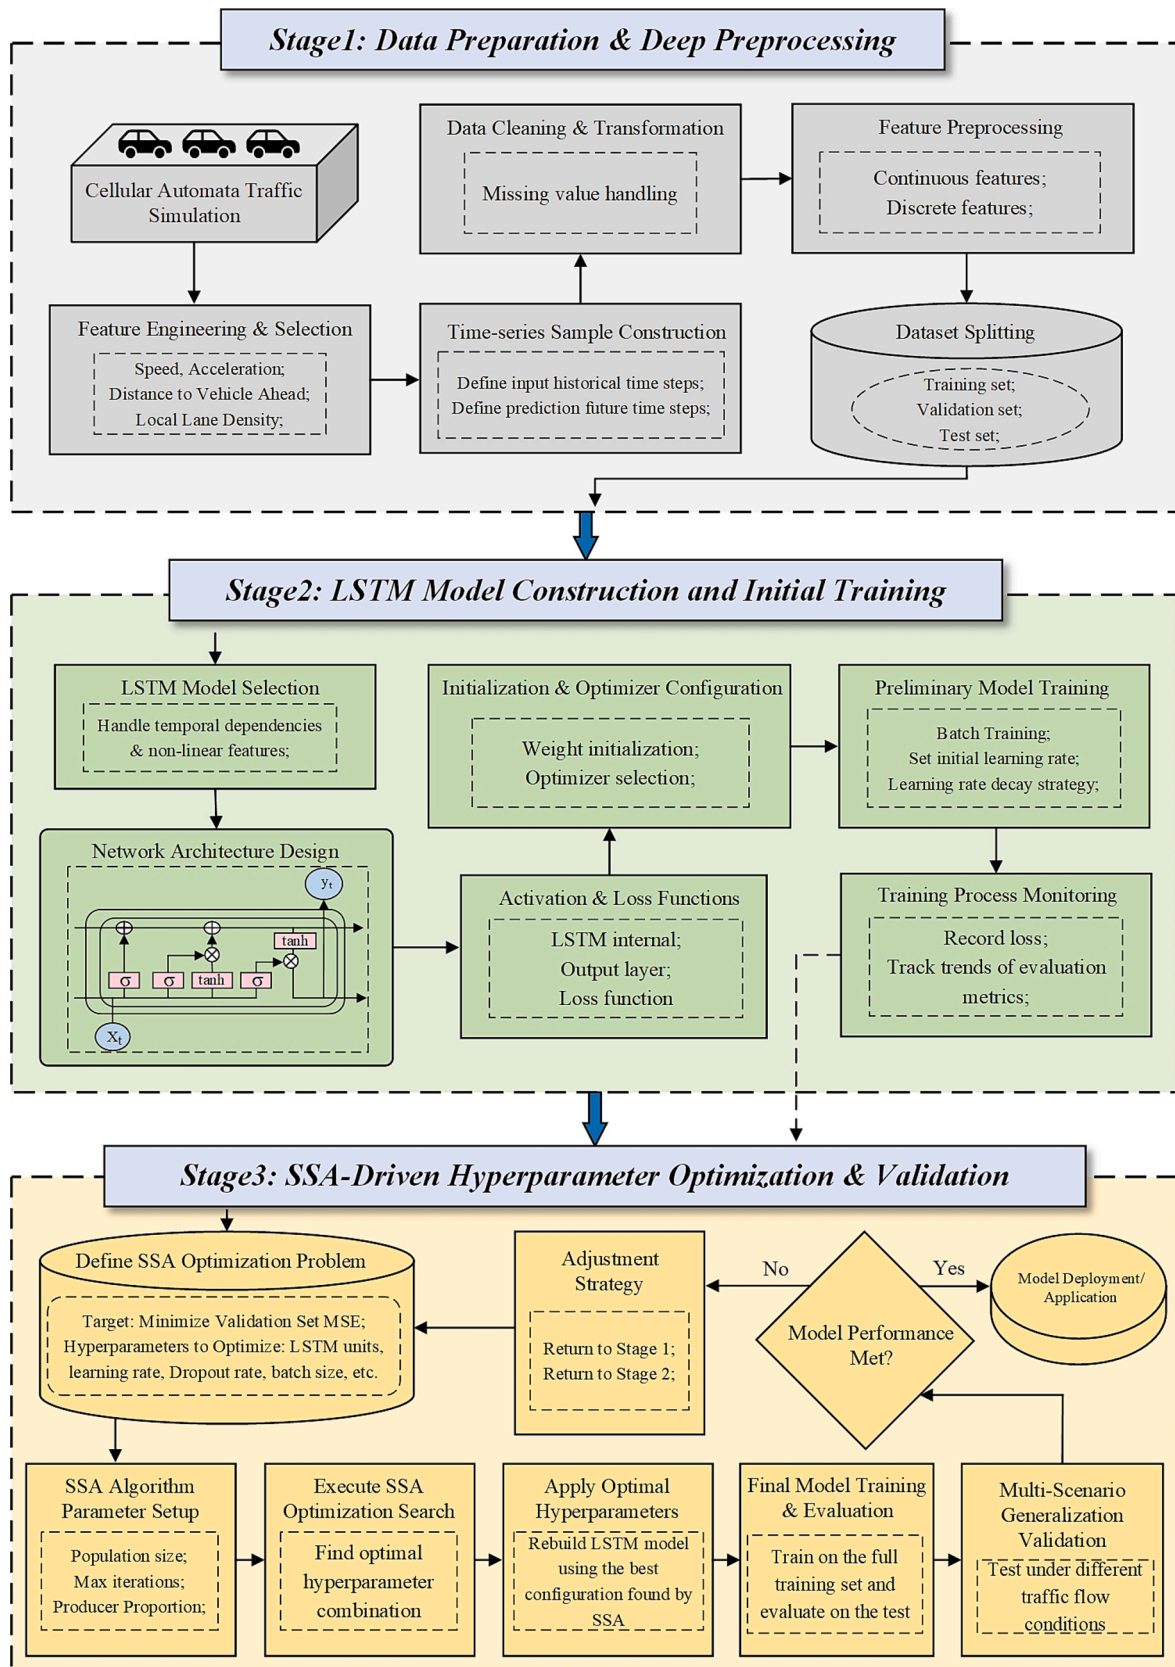 Stage1: Data Preparation & Deep Preprocessing
Cellular Automata Traffic
Simulation
Feature Engineering & Selection
Speed, Acceleration;
Distance to Vehicle Ahead;
Local Lane Density;
Time-series Sample Construction
Define input historical time steps;
Define prediction future time steps;
Data Cleaning & Transformation
Missing value handling
Feature Preprocessing
Continuous features;
Discrete features;
Dataset Splitting
Training set;
Validation set;
Test set;
Stage2: LSTM Model Construction and Initial Training
LSTM Model Selection
Handle temporal dependencies
& non-linear features;
Network Architecture Design
yt
tanh
σ
σ
tanh
σ
Xt
Activation & Loss Functions
LSTM internal;
Output layer;
Loss function
Initialization & Optimizer Configuration
Weight initialization;
Optimizer selection;
Preliminary Model Training
Batch Training;
Set initial learning rate;
Learning rate decay strategy;
Training Process Monitoring
Record loss;
Track trends of evaluation
metrics;
Stage3: SSA-Driven Hyperparameter Optimization & Validation
Define SSA Optimization Problem
Target: Minimize Validation Set MSE;
Hyperparameters to Optimize: LSTM units,
learning rate, Dropout rate, batch size, etc.
SSA Algorithm
Parameter Setup
Population size;
Max iterations;
Producer Proportion;
Execute SSA
Optimization Search
Find optimal
hyperparameter
combination
Apply Optimal
Hyperparameters
Rebuild LSTM model
using the best
configuration found by
SSA
Final Model Training
& Evaluation
Train on the full
training set and
evaluate on the test
Multi-Scenario
Generalization
Validation
Test under different
traffic flow
conditions
Model Performance
Met?
No
Yes
Adjustment
Strategy
Return to Stage 1;
Return to Stage 2;
Model Deployment/
Application